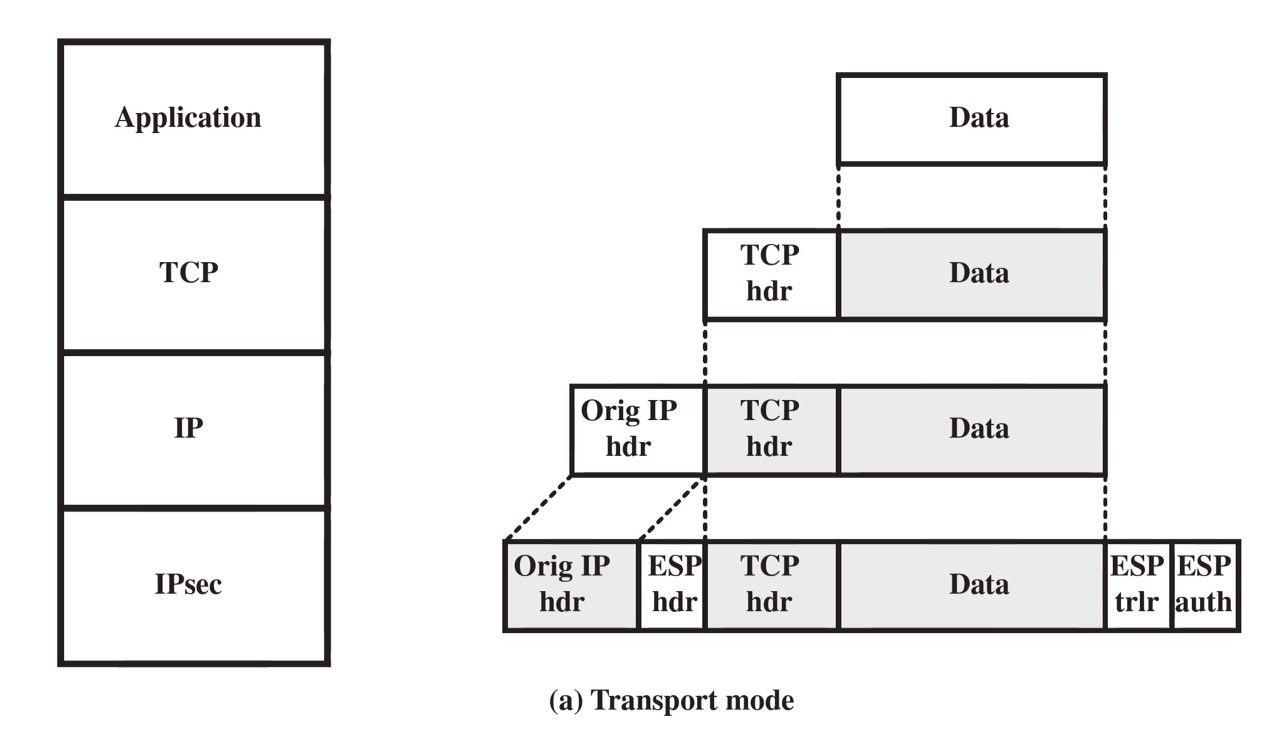 Application
Data
TCP
TCP
hdr
Data
IP
Orig IP
hdr
TCP
hdr
Data
IPsec
Orig IP
hdr
ESP
hdr
TCP
hdr
Data
ESP
trlr
ESP
auth
(a) Transport mode